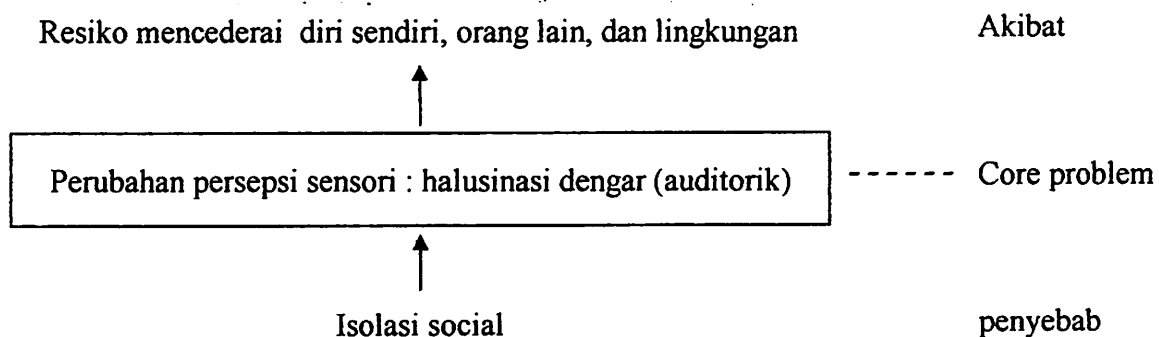 Resiko mencederai diri sendiri, orang lain, dan lingkungan Akibat
Perubahan persepsi sensori : halusinasi dengar (auditorik) ------ Core problem
Isolasi social penyebab